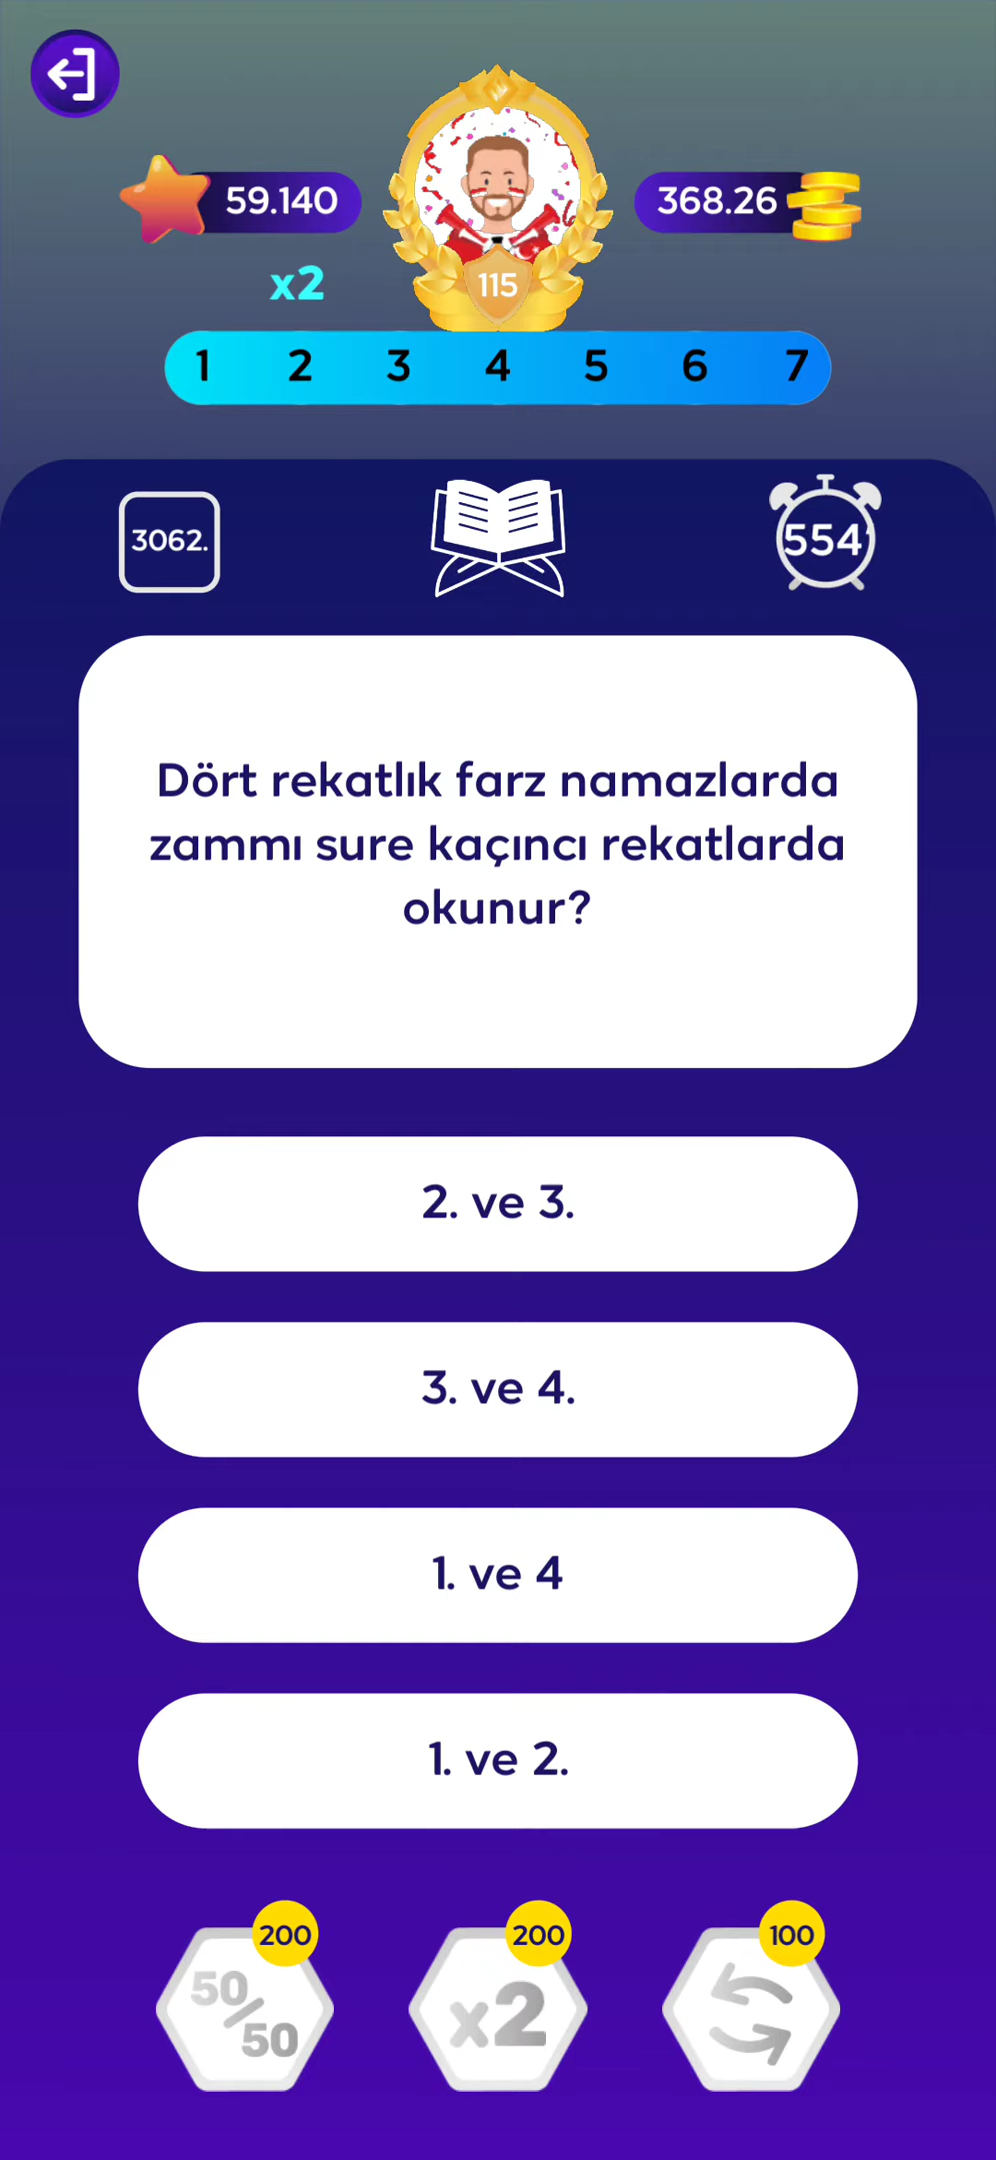 59.140
368.26
x2
115
1 2 3 4 5 6 7
3062.
554
Dört rekatlık farz namazlarda
zammı sure kaçıncı rekatlarda
okunur?
2. ve 3.
3. ve 4.
1. ve 4
1. ve 2.
200
200
100
50/50
x2